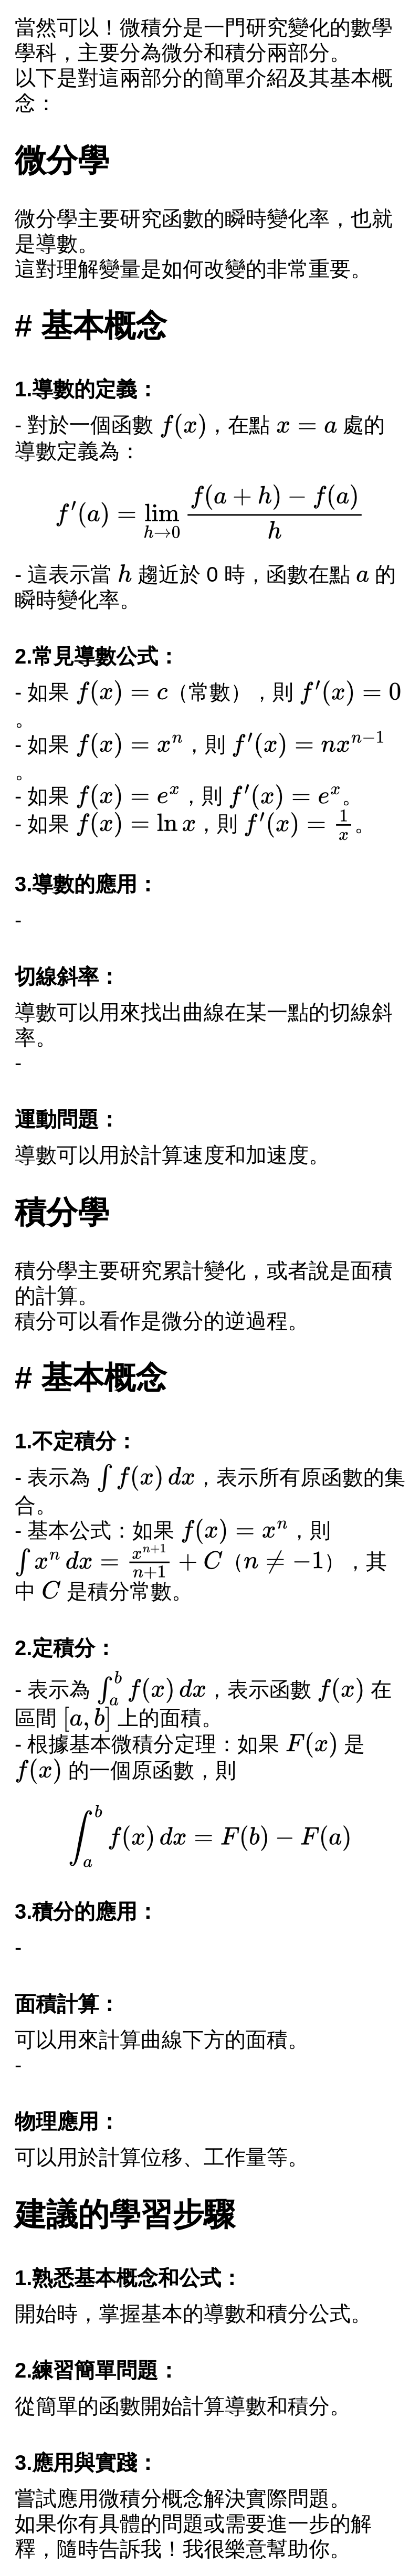 當然可以！微積分是一門研究變化的數學
學科，主要分為微分和積分兩部分。
以下是對這兩部分的簡單介紹及其基本概
念：
微分學
微分學主要研究函數的瞬時變化率，也就
是導數。
這對理解變量是如何改變的非常重要。
# 基本概念
1.導數的定義：
- 對於一個函數 f(x)，在點 x = a 處的
導數定義為：
f′(a) = lim_{h→0} \frac{f(a + h) − f(a)}{h}
- 這表示當 h 趨近於 0 時，函數在點 a 的
瞬時變化率。
2.常見導數公式：
- 如果 f(x) = c（常數），則 f′(x) = 0
。
- 如果 f(x) = x^n，則 f′(x) = nx^{n−1}
。
- 如果 f(x) = e^x，則 f′(x) = e^x。
- 如果 f(x) = ln x，則 f′(x) = \frac{1}{x}。
3.導數的應用：
-
切線斜率：
導數可以用來找出曲線在某一點的切線斜
率。
-
運動問題：
導數可以用於計算速度和加速度。
積分學
積分學主要研究累計變化，或者說是面積
的計算。
積分可以看作是微分的逆過程。
# 基本概念
1.不定積分：
- 表示為 ∫ f(x) dx，表示所有原函數的集
合。
- 基本公式：如果 f(x) = x^n，則
∫ x^n dx = \frac{x^{n+1}}{n+1} + C（n ≠ −1），其
中 C 是積分常數。
2.定積分：
- 表示為 ∫_a^b f(x) dx，表示函數 f(x) 在
區間 [a, b] 上的面積。
- 根據基本微積分定理：如果 F(x) 是
f(x) 的一個原函數，則
∫_a^b f(x) dx = F(b) − F(a)
3.積分的應用：
-
面積計算：
可以用來計算曲線下方的面積。
-
物理應用：
可以用於計算位移、工作量等。
建議的學習步驟
1.熟悉基本概念和公式：
開始時，掌握基本的導數和積分公式。
2.練習簡單問題：
從簡單的函數開始計算導數和積分。
3.應用與實踐：
嘗試應用微積分概念解決實際問題。
如果你有具體的問題或需要進一步的解
釋，隨時告訴我！我很樂意幫助你。